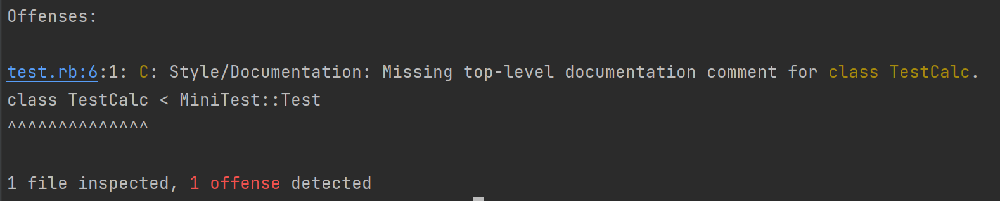 Offenses:
test.rb:6:1: C: Style/Documentation: Missing top-level documentation comment for class TestCalc.
class TestCalc < MiniTest::Test
^^^^^^^^^^^^^^
1 file inspected, 1 offense detected